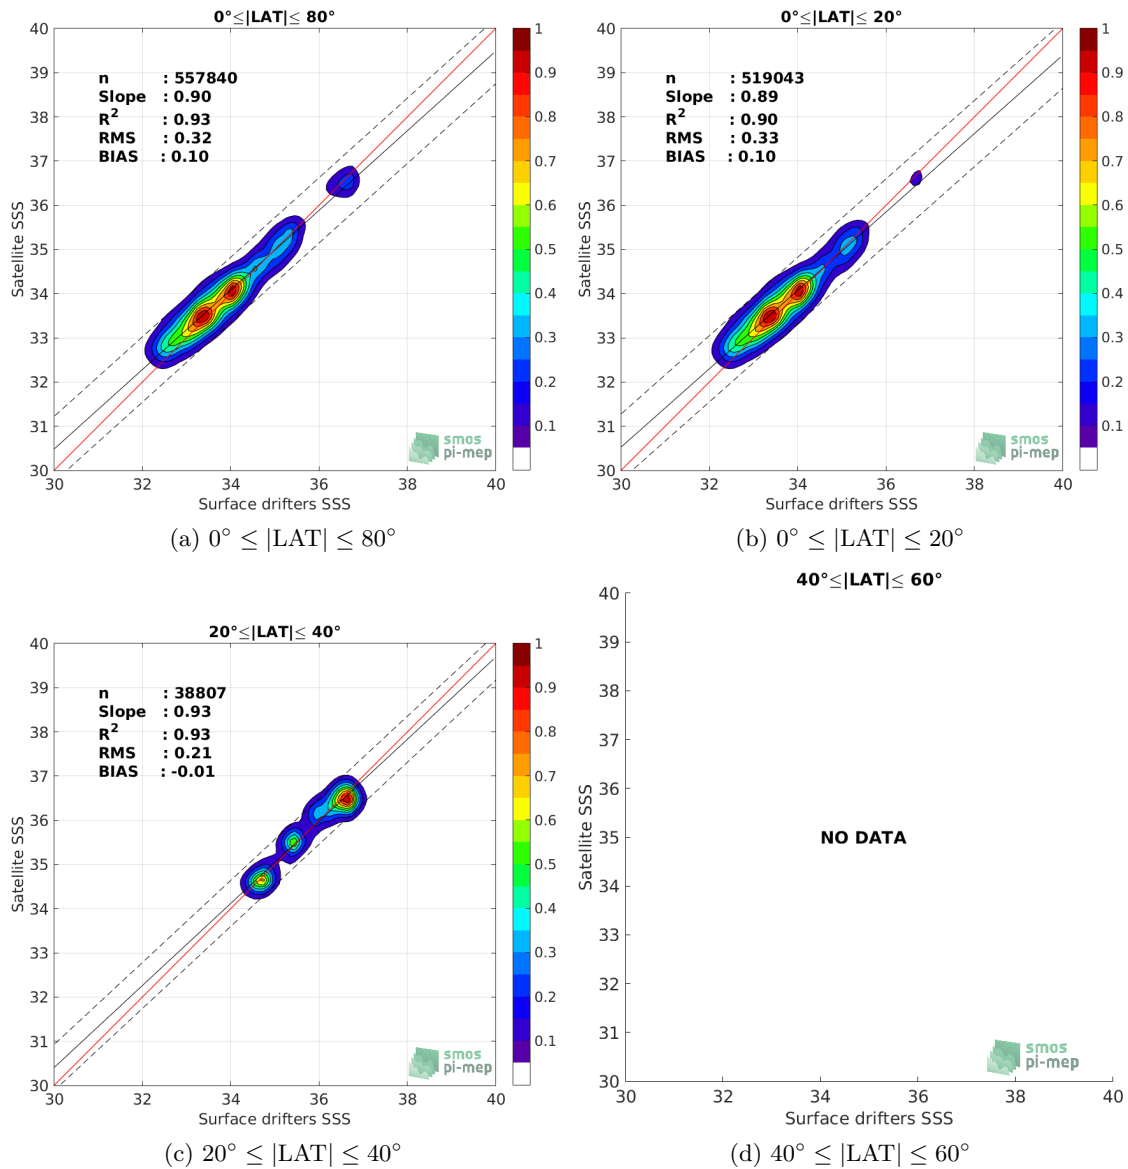 0°≤|LAT|≤ 80°
40
39
38
37
36
35
34
33
32
31
30
Satellite SSS
n : 557840
Slope : 0.90
R2 : 0.93
RMS : 0.32
BIAS : 0.10
smos
pi-mep
30 32 34 36 38 40
Surface drifters SSS
1
0.9
0.8
0.7
0.6
0.5
0.4
0.3
0.2
0.1
(a) 0° ≤ |LAT| ≤ 80°
0°≤|LAT|≤ 20°
40
39
38
37
36
35
34
33
32
31
30
Satellite SSS
n : 519043
Slope : 0.89
R2 : 0.90
RMS : 0.33
BIAS : 0.10
smos
pi-mep
30 32 34 36 38 40
Surface drifters SSS
1
0.9
0.8
0.7
0.6
0.5
0.4
0.3
0.2
0.1
(b) 0° ≤ |LAT| ≤ 20°
20°≤|LAT|≤ 40°
40
39
38
37
36
35
34
33
32
31
30
Satellite SSS
n : 38807
Slope : 0.93
R2 : 0.93
RMS : 0.21
BIAS : -0.01
smos
pi-mep
30 32 34 36 38 40
Surface drifters SSS
1
0.9
0.8
0.7
0.6
0.5
0.4
0.3
0.2
0.1
(c) 20° ≤ |LAT| ≤ 40°
40°≤|LAT|≤ 60°
40
39
38
37
36
35
34
33
32
31
30
Satellite SSS
NO DATA
smos
pi-mep
30 32 34 36 38 40
Surface drifters SSS
(d) 40° ≤ |LAT| ≤ 60°